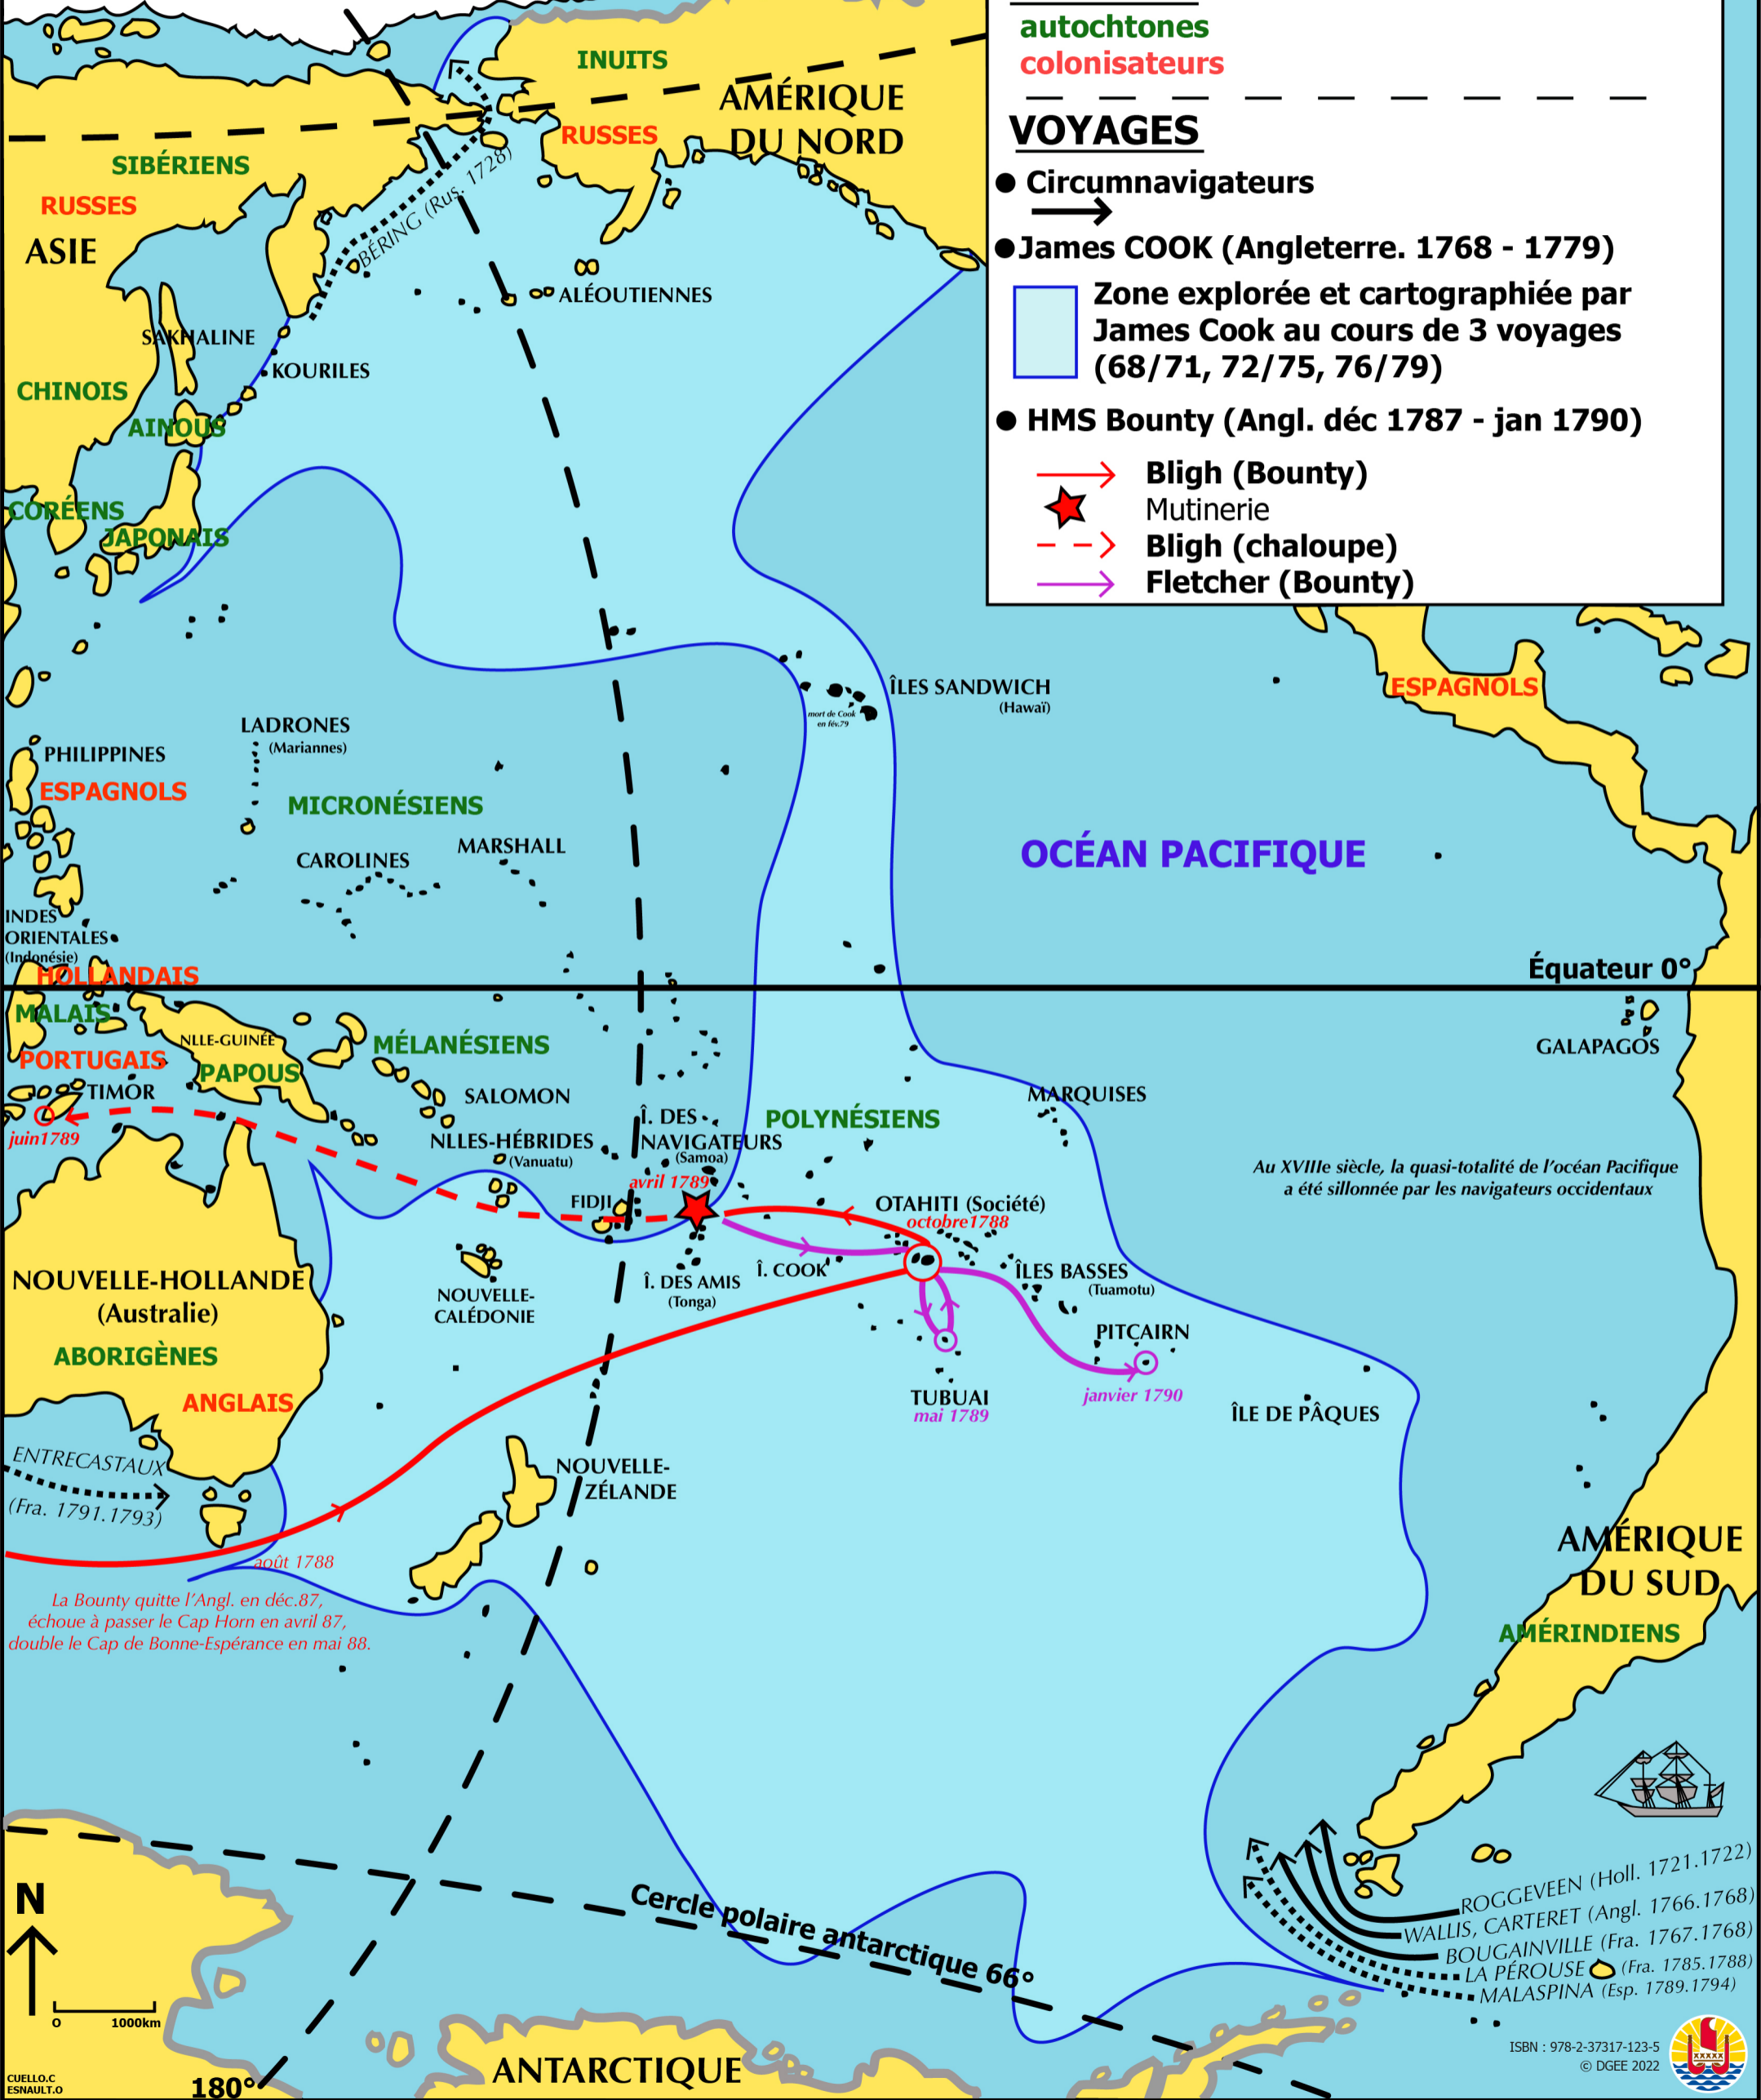 autochtones
colonisateurs
VOYAGES
Circumnavigateurs
James COOK (Angleterre. 1768 - 1779)
Zone explorée et cartographiée par
James Cook au cours de 3 voyages
(68/71, 72/75, 76/79)
HMS Bounty (Angl. déc 1787 - jan 1790)
Bligh (Bounty)
Mutinerie
Bligh (chaloupe)
Fletcher (Bounty)
INUITS
AMÉRIQUE
DU NORD
RUSSES
SIBÉRIENS
RUSSES
ASIE
BÉRING (Rus. 1728)
ALÉOUTIENNES
SAKHALINE
KOURILES
CHINOIS
AINOUS
CORÉENS
JAPONAIS
ÎLES SANDWICH
(Hawaï)
mort de Cook
en fév.79
ESPAGNOLS
LADRONES
(Mariannes)
PHILIPPINES
ESPAGNOLS
MICRONÉSIENS
MARSHALL
CAROLINES
OCÉAN PACIFIQUE
INDES
ORIENTALES
(Indonésie)
HOLLANDAIS
Équateur 0°
MALAIS
NLLE-GUINÉE
MÉLANÉSIENS
GALAPAGOS
PORTUGAIS
PAPOUS
TIMOR
SALOMON
MARQUISES
Î. DES
NAVIGATEURS
(Samoa)
POLYNÉSIENS
juin1789
NLLES-HÉBRIDES
(Vanuatu)
avril 1789
Au XVIIIe siècle, la quasi-totalité de l'océan Pacifique
a été sillonnée par les navigateurs occidentaux
FIDJI
OTAHITI (Société)
octobre1788
NOUVELLE-HOLLANDE
(Australie)
Î. COOK
ÎLES BASSES
(Tuamotu)
Î. DES AMIS
(Tonga)
NOUVELLE-
CALÉDONIE
PITCAIRN
ABORIGÈNES
janvier 1790
TUBUAI
mai 1789
ANGLAIS
ÎLE DE PÂQUES
ENTRECASTAUX
(Fra. 1791.1793)
NOUVELLE-
ZÉLANDE
août 1788
AMÉRIQUE
DU SUD
La Bounty quitte l'Angl. en déc.87,
échoue à passer le Cap Horn en avril 87,
double le Cap de Bonne-Espérance en mai 88.
AMÉRINDIENS
N
O 1000km
Cercle polaire antarctique 66°
ROGGEVEEN (Holl. 1721.1722)
WALLIS, CARTERET (Angl. 1766.1768)
BOUGAINVILLE (Fra. 1767.1768)
LA PÉROUSE (Fra. 1785.1788)
MALASPINA (Esp. 1789.1794)
ANTARCTIQUE
ISBN : 978-2-37317-123-5
© DGEE 2022
CUELLO.C
ESNAULT.O
180°